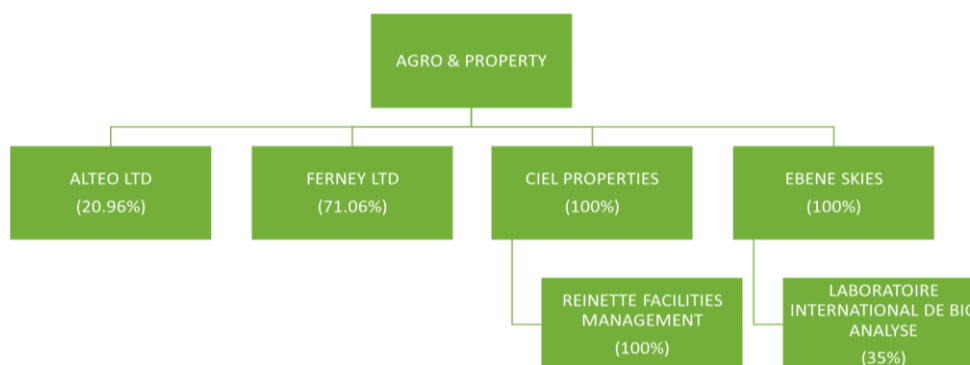 AGRO & PROPERTY
ALTEO LTD
(20.96%)
FERNEY LTD
(71.06%)
CIEL PROPERTIES
(100%)
EBENE SKIES
(100%)
REINETTE FACILITIES
MANAGEMENT
(100%)
LABORATOIRE
INTERNATIONAL DE BIO
ANALYSE
(35%)